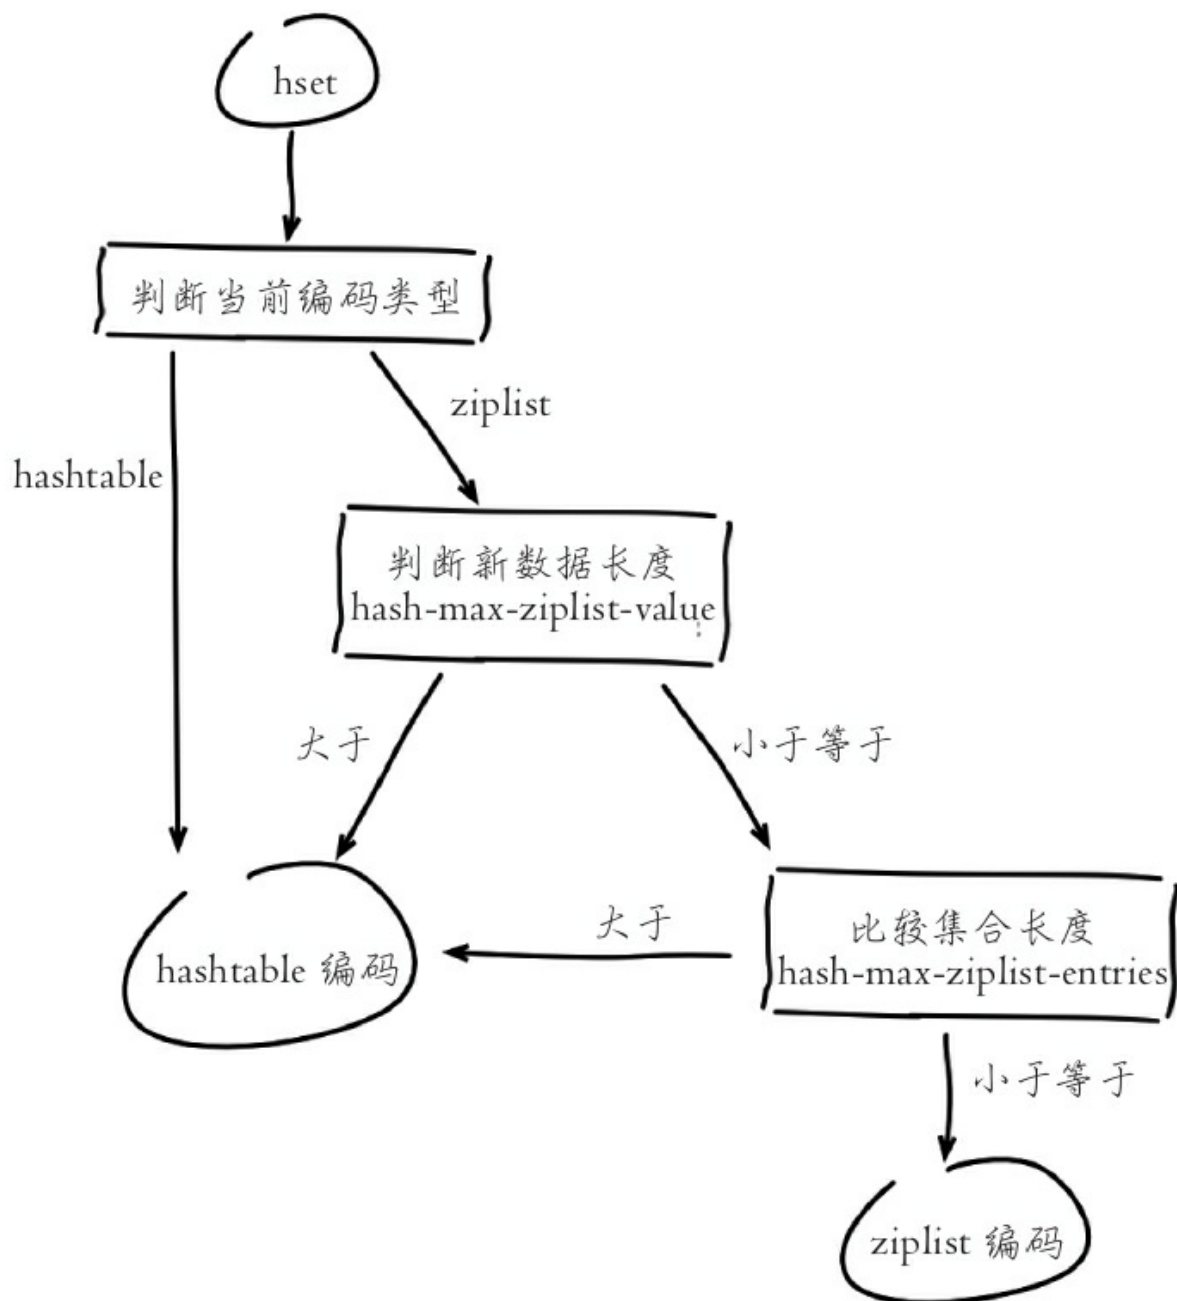 hset
判断当前编码类型
ziplist
hashtable
判断新数据长度
hash-max-ziplist-value
大于
小于等于
大于
比较集合长度
hash-max-ziplist-entries
hashtable 编码
小于等于
ziplist 编码